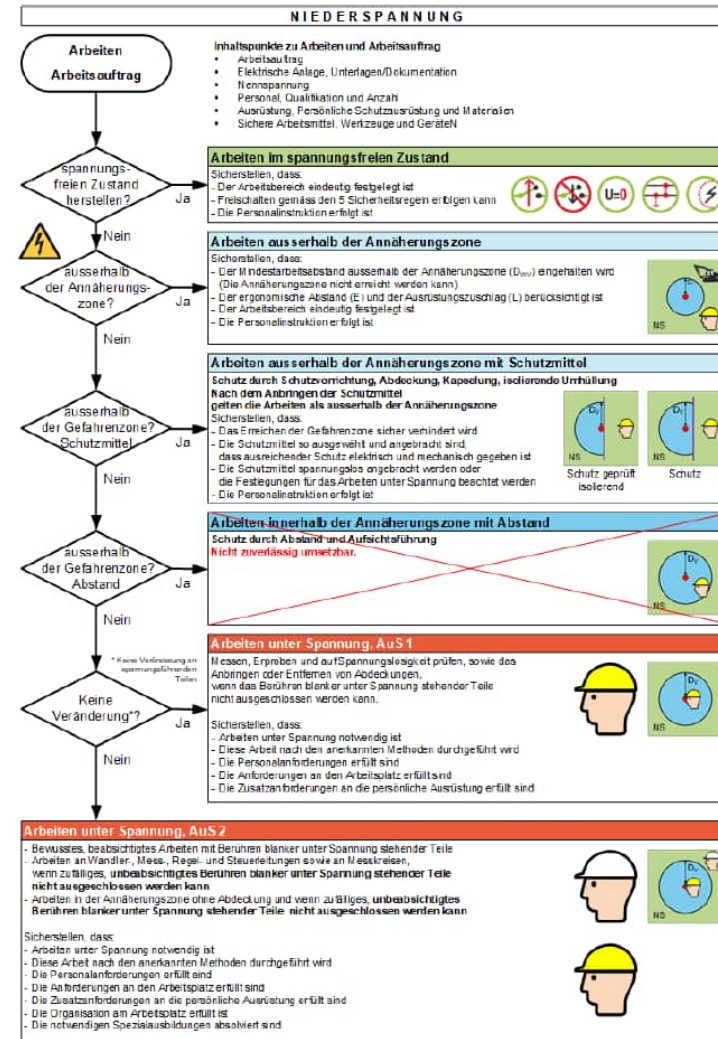 NIEDERSPANNUNG
Arbeiten
Arbeitsauftrag
Inhaltspunkte zu Arbeiten und Arbeitsauftrag
• Arbeitsautrag
• Elektrische Anlage, Unterlagen/Dokumentation
• Nennspannung
• Personal, Qualifikation und Anzahl
• Ausrüstung, Persönliche Schutzausrüstung und Materialien
• Sichere Arbeitsmittel, Werkzeuge und GeräteN
spannungs-
freien Zustand
herstellen?
Ja
Nein
Arbeiten im spannungsfreien Zustand
Sicherstellen, dass:
- Der Arbeitsbereich eindeutig festgelegt ist
- Freischalten gemäss den 5 Sicherheitsregeln erfolgen kann
- Die Personalinstruktion erfolgt ist
U=0
ausserhalb
der Annäherungs-
zone?
Ja
Nein
Arbeiten ausserhalb der Annäherungszone
Sicherstellen, dass:
- Der Mindestarbeitsabstand ausserhalb der Annäherungszone (DWV) eingehalten wird
(Die Annäherungszone nicht erreicht werden kann)
- Der ergonomische Abstand (E) und der Ausrüstungszuschlag (L) berücksichtigt ist
- Der Arbeitsbereich eindeutig festgelegt ist
- Die Personalinstruktion erfolgt ist
NS
ausserhalb
der Gefahrenzone?
Schutzmittel
Ja
Nein
Arbeiten ausserhalb der Annäherungszone mit Schutzmittel
Schutz durch Schutzvorrichtung, Abdeckung, Kapselung, isolierende Umhüllung
Nach dem Anbringen der Schutzmittel
gelten die Arbeiten als ausserhalb der Annäherungszone
Sicherstellen, dass:
- Das Erreichen der Gefahrenzone sicher verhindert wird
- Die Schutzmittel so ausgewählt und angebracht sind,
dass ausreichender Schutz elektrisch und mechanisch gegeben ist
- Die Schutzmittel spannungslos angebracht werden oder
die Festlegungen für das Arbeiten unter Spannung beachtet werden
- Die Personalinstruktion erfolgt ist
DV
NS
Schutz geprüft
isolierend
DV
NS
Schutz
ausserhalb
der Gefahrenzone?
Abstand
Ja
Nein
Arbeiten innerhalb der Annäherungszone mit Abstand
Schutz durch Abstand und Aufsichtsführung
Nicht zuverlässig umsetzbar.
DV
NS
* Keine Veränderung an
spannungsführenden
Teilen
Keine
Veränderung*?
Ja
Nein
Arbeiten unter Spannung, AuS 1
Messen, Erproben und auf Spannungslosigkeit prüfen, sowie das
Anbringen oder Entfernen von Abdeckungen,
wenn das Berühren blanker unter Spannung stehender Teile
nicht ausgeschlossen werden kann.
Sicherstellen, dass:
- Arbeiten unter Spannung notwendig ist
- Diese Arbeit nach den anerkannten Methoden durchgeführt wird
- Die Personalanforderungen erfüllt sind
- Die Anforderungen an den Arbeitsplatz erfüllt sind
- Die Zusatzanforderungen an die persönliche Ausrüstung erfüllt sind
DV
NS
Arbeiten unter Spannung, AuS 2
- Bewusstes, beabsichtigtes Arbeiten mit Berühren blanker unter Spannung stehender Teile
- Arbeiten an Wandler-, Mess-, Regel- und Steuerleitungen sowie an Messkreisen,
wenn zufälliges, unbeabsichtigtes Berühren blanker unter Spannung stehender Teile
nicht ausgeschlossen werden kann
- Arbeiten in der Annäherungszone ohne Abdeckung und wenn zufälliges, unbeabsichtigtes
Berühren blanker unter Spannung stehender Teile nicht ausgeschlossen werden kann
Sicherstellen, dass:
- Arbeiten unter Spannung notwendig ist
- Diese Arbeit nach den anerkannten Methoden durchgeführt wird
- Die Personalanforderungen erfüllt sind
- Die Anforderungen an den Arbeitsplatz erfüllt sind
- Die Zusatzanforderungen an die persönliche Ausrüstung erfüllt sind
- Die Organisation am Arbeitsplatz erfüllt ist
- Die notwendigen Spezialausbildungen absolviert sind
DV
NS